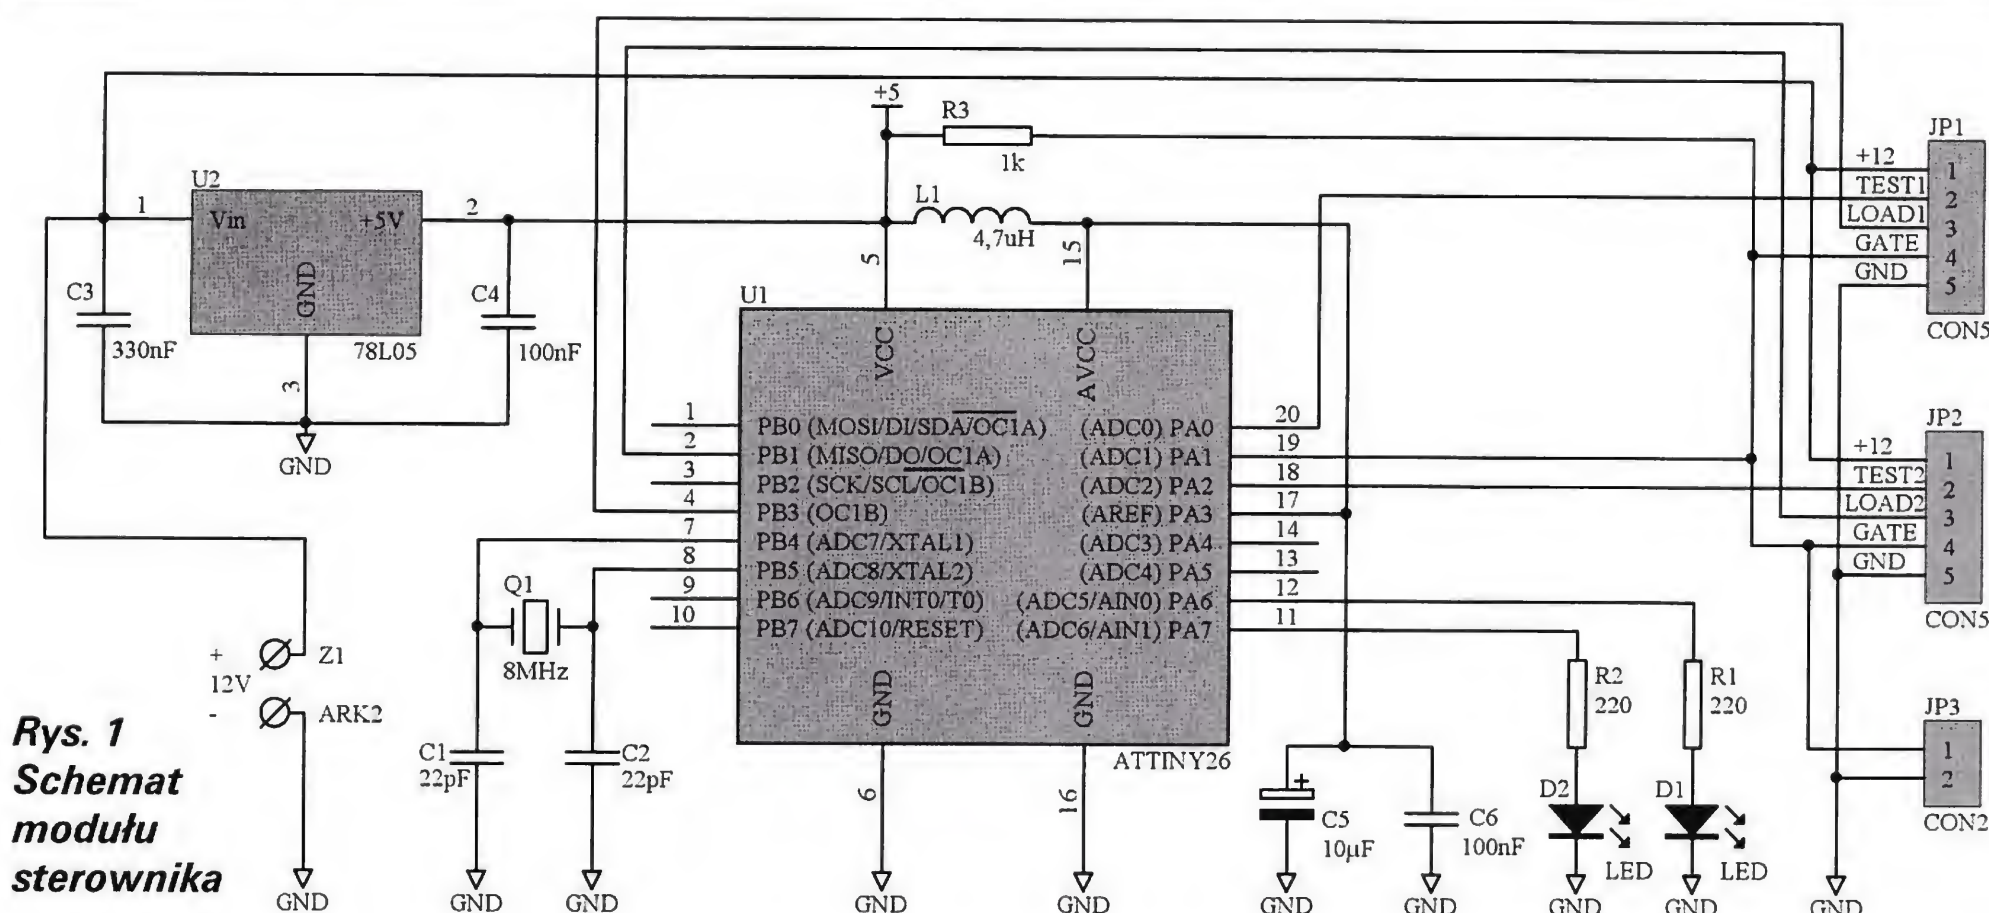 +5
R3
1k
JP1
+12
TEST1
LOAD1
GATE
GND
1
2
3
4
5
CON5
U2
1
Vin
+5V
2
GND
3
78L05
L1
4,7uH
5
15
C3
330nF
C4
100nF
GND
U1
VCC
AVCC
1
PB0 (MOSI/DI/SDA/OC1A)
2
PB1 (MISO/DO/OC1A)
3
PB2 (SCK/SCL/OC1B)
4
PB3 (OC1B)
7
PB4 (ADC7/XTAL1)
8
PB5 (ADC8/XTAL2)
9
PB6 (ADC9/INT0/T0)
10
PB7 (ADC10/RESET)
(ADC0) PA0
20
(ADC1) PA1
19
(ADC2) PA2
18
(AREF) PA3
17
(ADC3) PA4
14
(ADC4) PA5
13
(ADC5/AIN0) PA6
12
(ADC6/AIN1) PA7
11
GND
GND
6
16
ATTINY26
JP2
+12
TEST2
LOAD2
GATE
GND
1
2
3
4
5
CON5
Q1
8MHz
+
12V
-
Z1
ARK2
C1
22pF
C2
22pF
R2
220
R1
220
JP3
1
2
CON2
+
C5
10µF
C6
100nF
D2
LED
D1
LED
GND
GND
GND
GND
GND
GND
GND
GND
GND
GND
Rys. 1
Schemat
modułu
sterownika